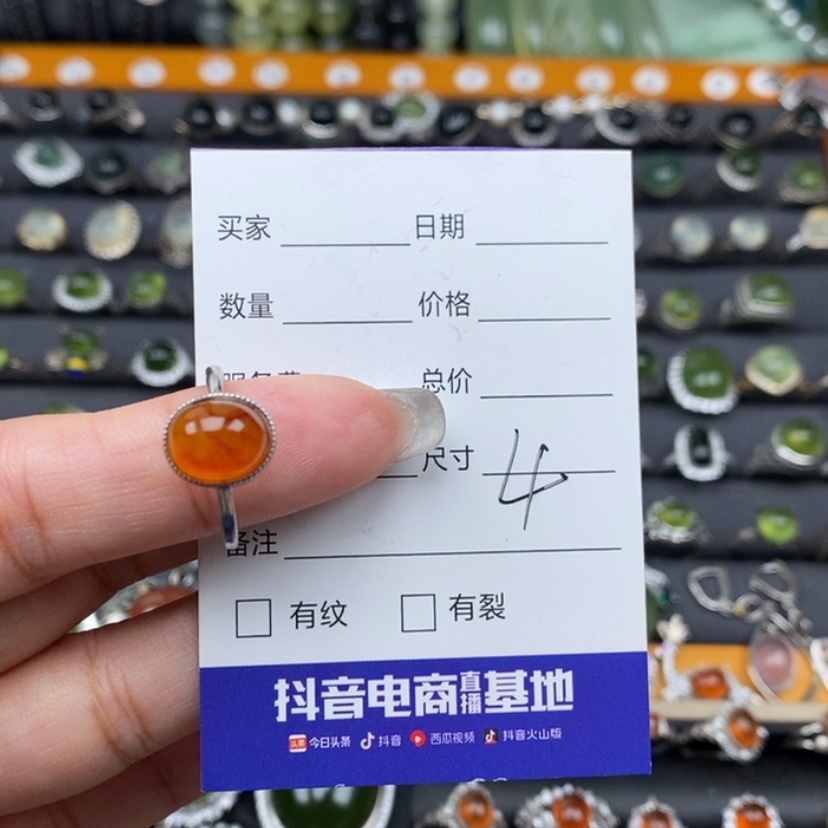 买家 日期
数量 价格
总价
尺寸 4
备注
有纹 有裂
抖音电商直播基地
今日头条 抖音 西瓜视频 抖音火山版